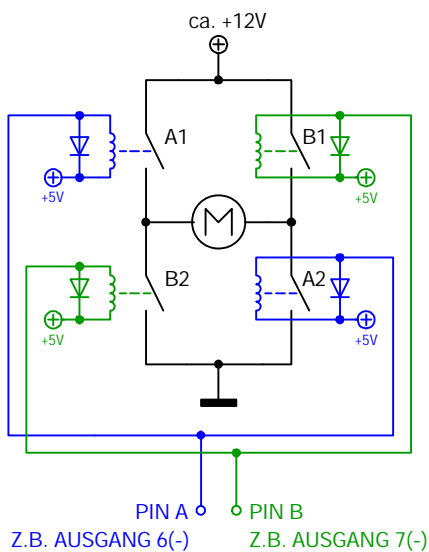 ca. +12V
A1
B1
+5V
+5V
M
B2
A2
+5V
+5V
PIN A
PIN B
Z.B. AUSGANG 6(-)
Z.B. AUSGANG 7(-)